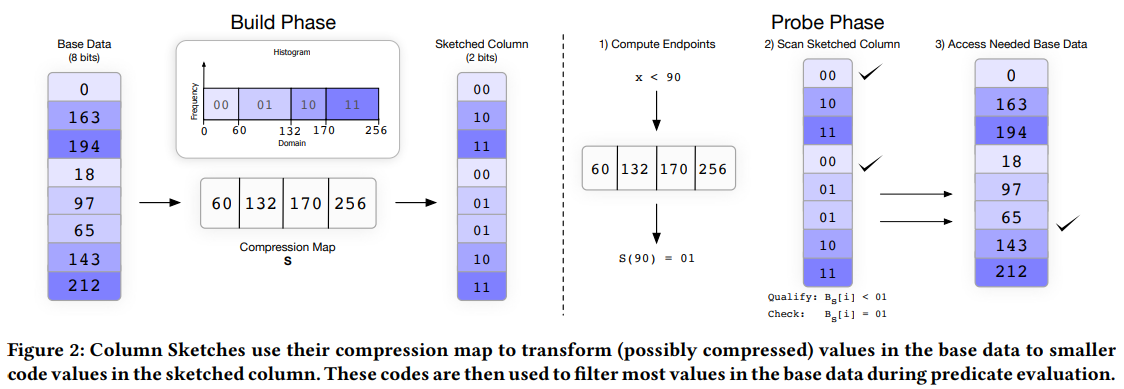 Build Phase
Base Data
(8 bits)
0
163
194
18
97
65
143
212
Histogram
Frequency
00 01 10 11
0 60 132 170 256
Domain
60 132 170 256
Compression Map
S
Sketched Column
(2 bits)
00
10
11
00
01
01
10
11
Probe Phase
1) Compute Endpoints
x < 90
60 132 170 256
S(90) = 01
2) Scan Sketched Column
00
10
11
00
01
01
10
11
Qualify: BS[i] < 01
Check: BS[i] = 01
3) Access Needed Base Data
0
163
194
18
97
65
143
212
Figure 2: Column Sketches use their compression map to transform (possibly compressed) values in the base data to smaller
code values in the sketched column. These codes are then used to filter most values in the base data during predicate evaluation.